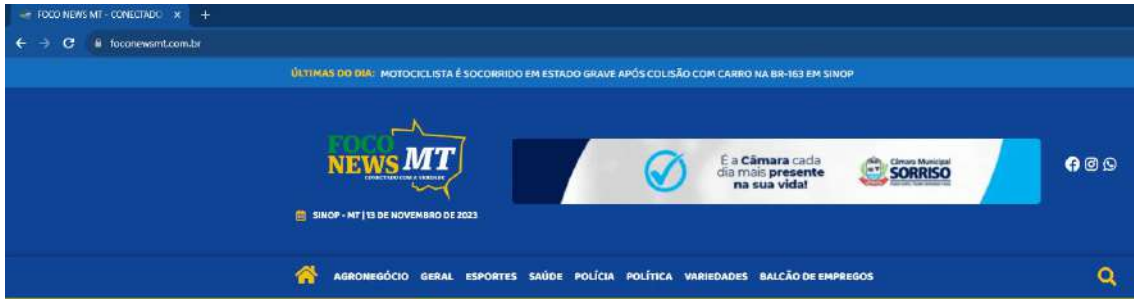 FOCO NEWS MT - CONECTADO
foconewsmt.com.br
ÚLTIMAS DO DIA: MOTOCICLISTA É SOCORRIDO EM ESTADO GRAVE APÓS COLISÃO COM CARRO NA BR-163 EM SINOP
FOCO
NEWS MT
CONECTADO COM A VERDADE
É a Câmara cada
dia mais presente
na sua vida!
Câmara Municipal
SORRISO
SINOP - MT | 13 DE NOVEMBRO DE 2023
AGRONEGÓCIO GERAL ESPORTES SAÚDE POLÍCIA POLÍTICA VARIEDADES BALCÃO DE EMPREGOS